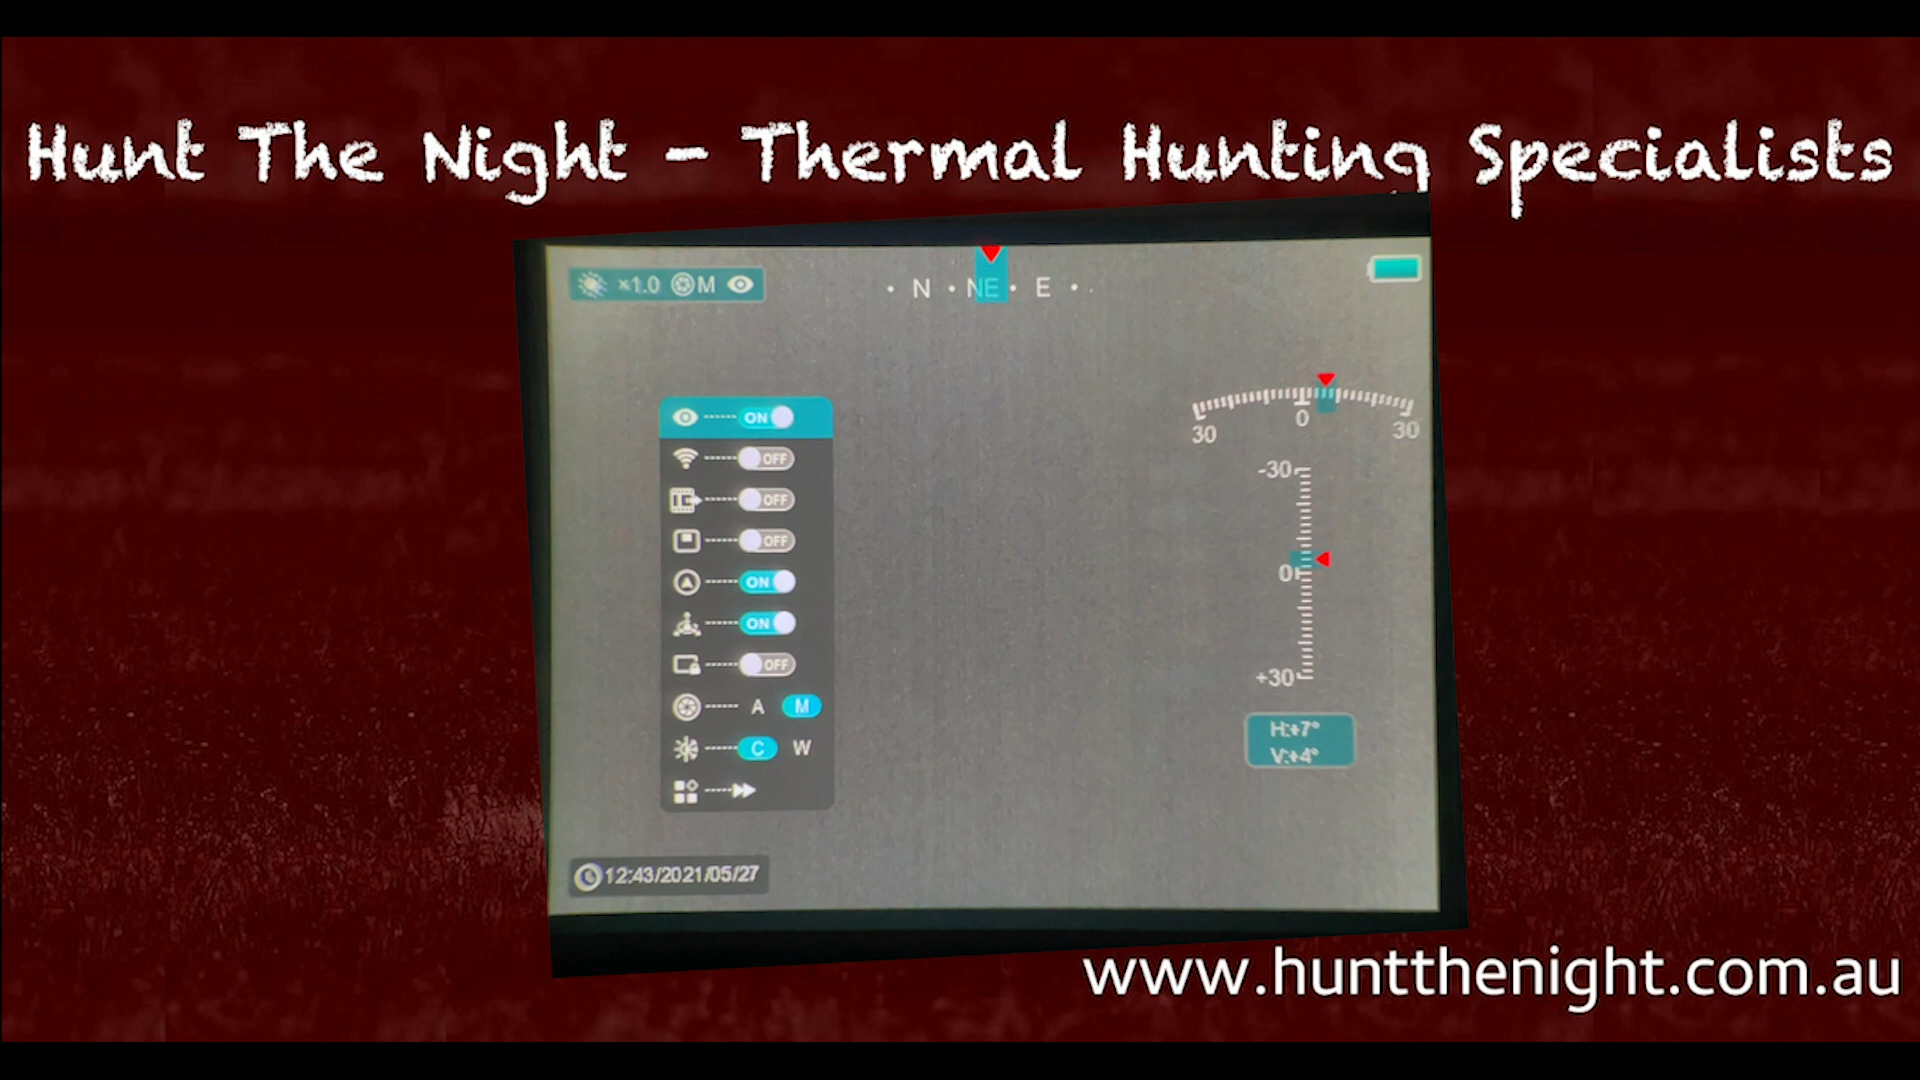 Hunt The Night - Thermal Hunting Specialists
×1.0 M
N NE E
ON
OFF
OFF
OFF
ON
ON
OFF
A M
C W
30 0 30
-30
0
+30
H:+7°
V:+4°
12:43/2021/05/27
www.huntthenight.com.au